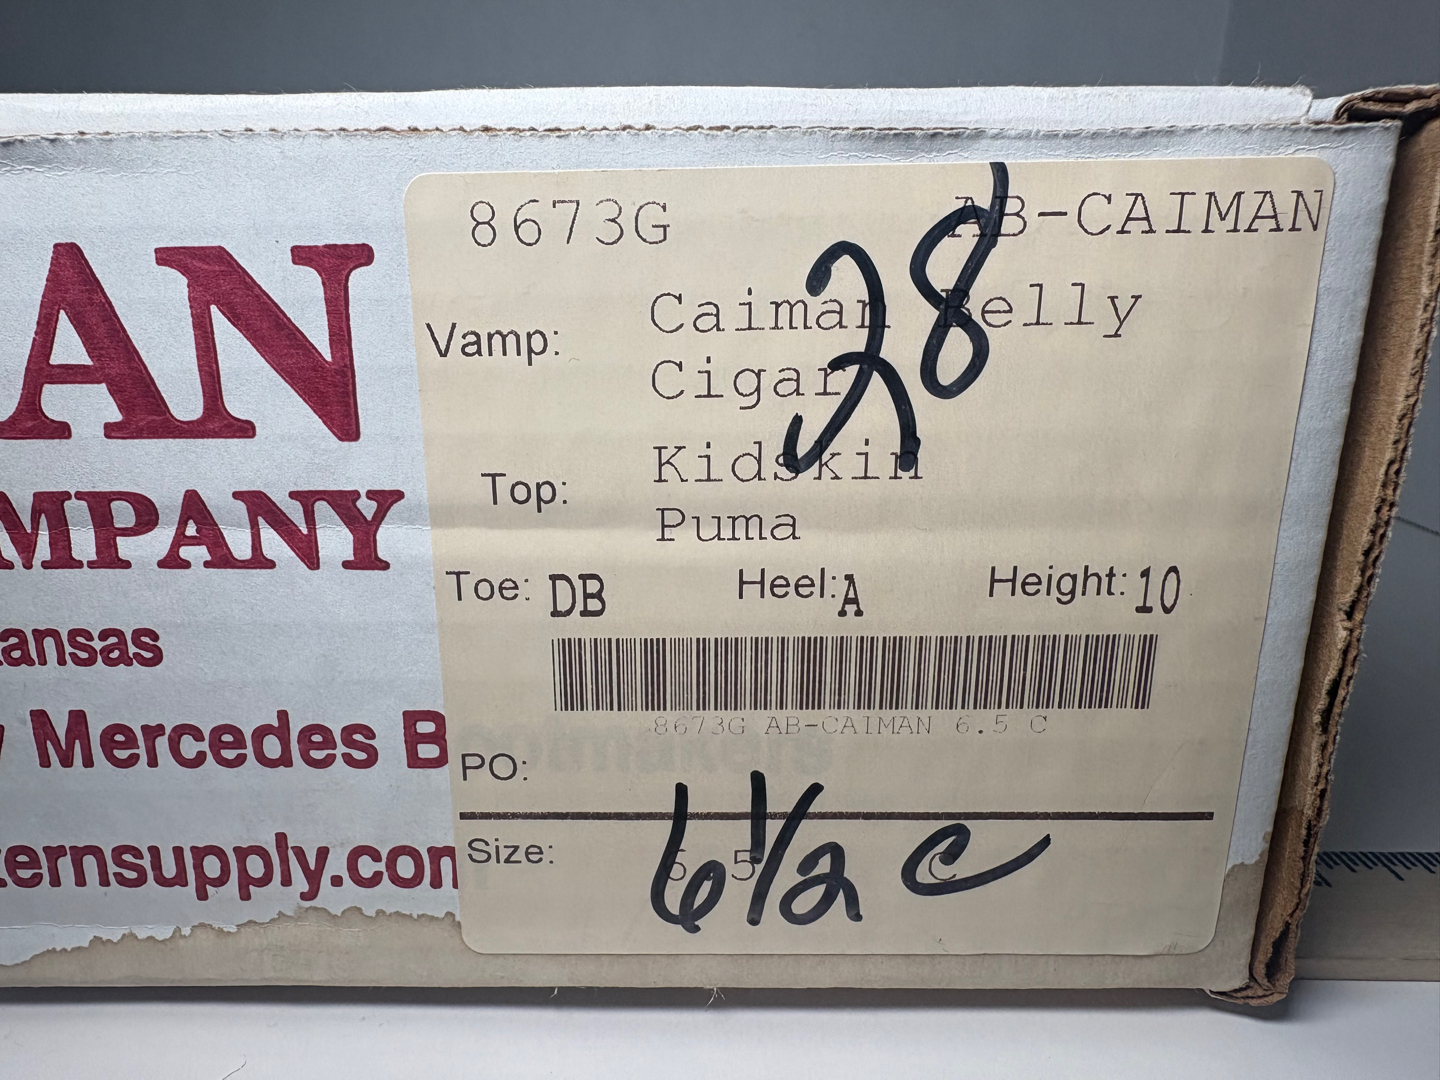 AN
MPANY
ansas
y Mercedes B
ternsupply.com
8673G AB-CAIMAN
28
Vamp: Caiman Belly
Cigar
Top: Kidskin
Puma
Toe: DB Heel: A Height: 10
8673G AB-CAIMAN 6.5 C
PO:
Size: 6.5 C
6 1/2 C